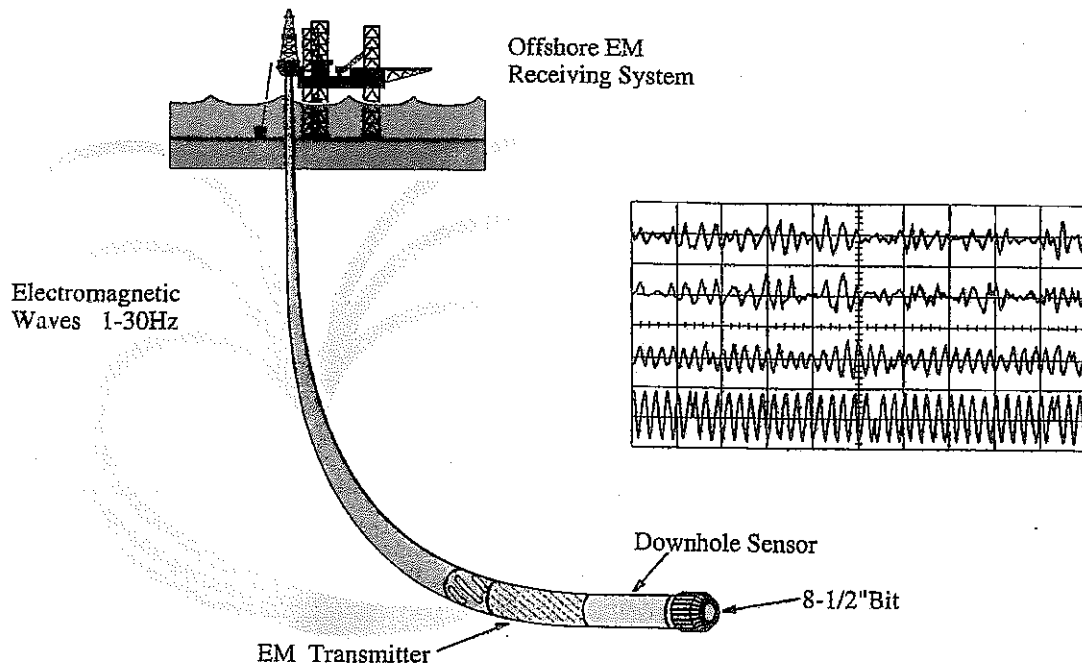 Offshore EM
Receiving System
Electromagnetic
Waves 1-30Hz
Downhole Sensor
8-1/2"Bit
EM Transmitter